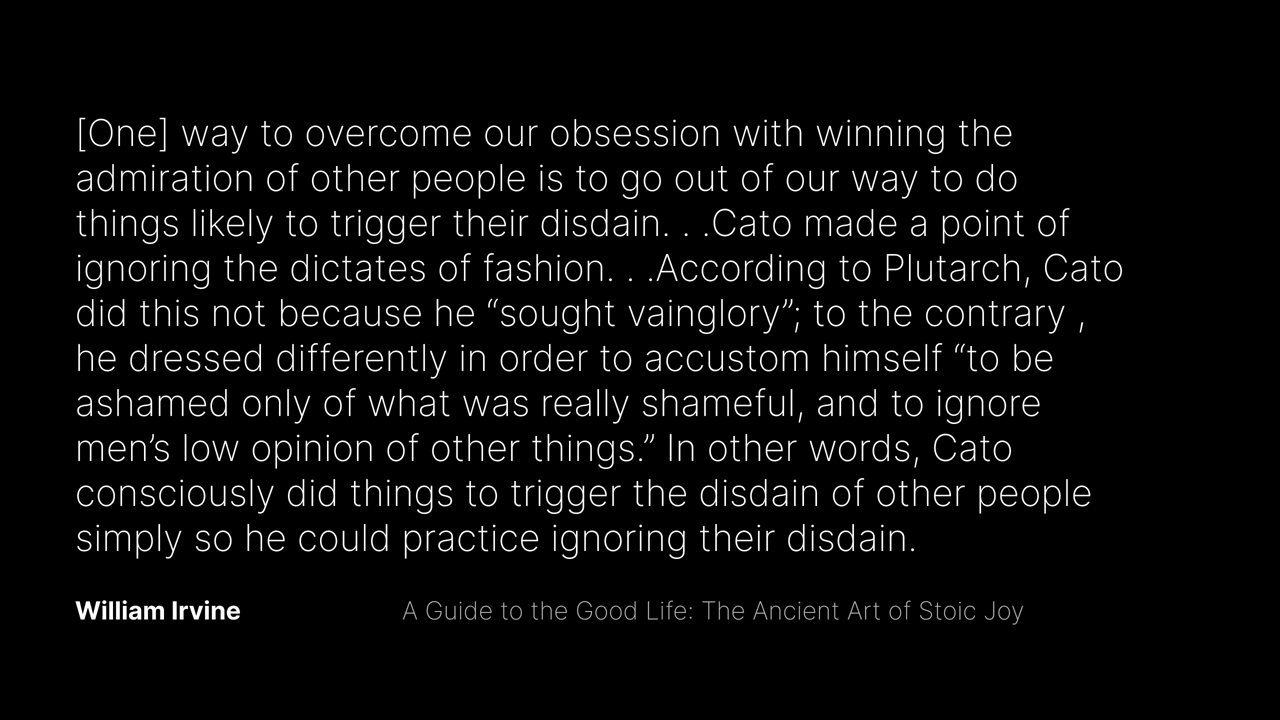 [One] way to overcome our obsession with winning the
admiration of other people is to go out of our way to do
things likely to trigger their disdain. . .Cato made a point of
ignoring the dictates of fashion. . .According to Plutarch, Cato
did this not because he “sought vainglory”; to the contrary ,
he dressed differently in order to accustom himself “to be
ashamed only of what was really shameful, and to ignore
men’s low opinion of other things.” In other words, Cato
consciously did things to trigger the disdain of other people
simply so he could practice ignoring their disdain.
William Irvine A Guide to the Good Life: The Ancient Art of Stoic Joy